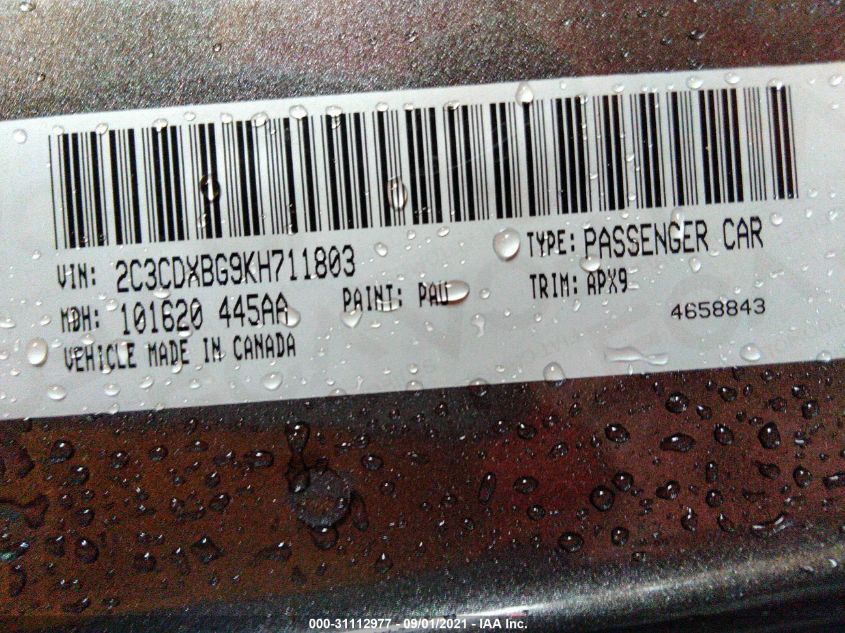 VIN: 2C3CDXBG9KH711803
TYPE: PASSENGER CAR
MDH: 101620 445AA
PAINT: PAU
TRIM: APX9
VEHICLE MADE IN CANADA
4658843
000-31112977 - 09/01/2021 - IAA Inc.